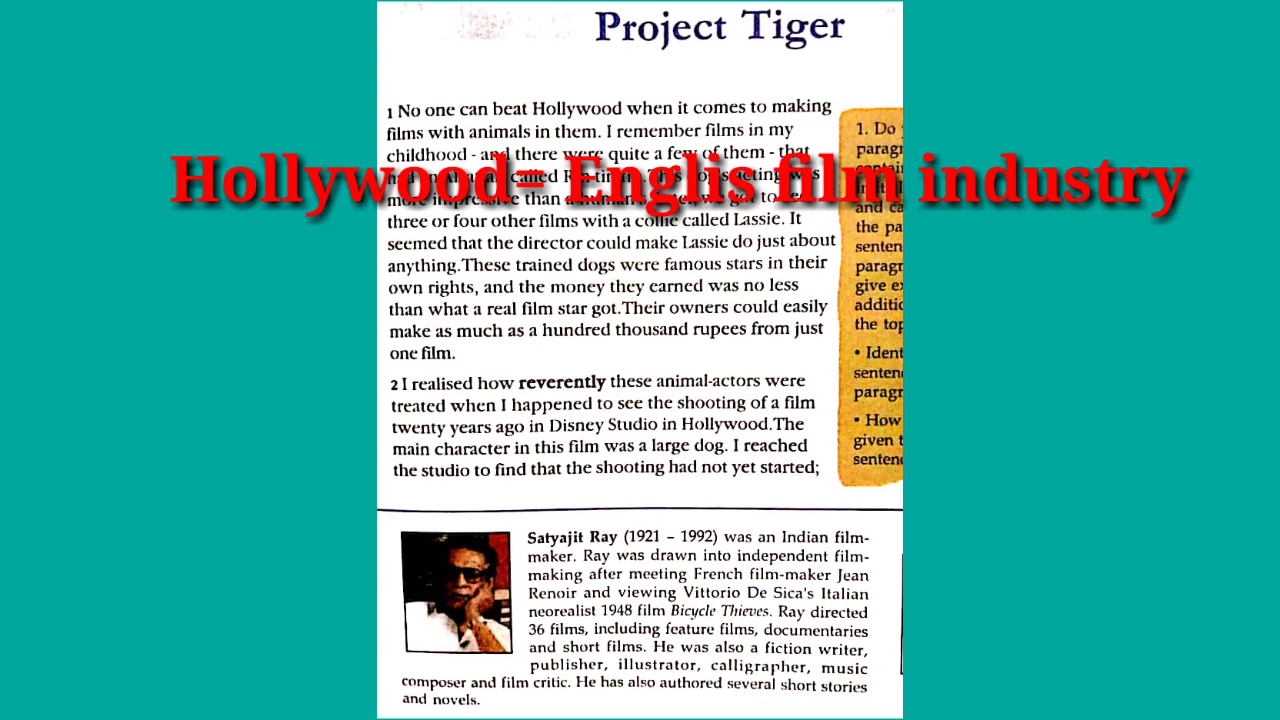 Project Tiger
1 No one can beat Hollywood when it comes to making
films with animals in them. I remember films in my
childhood - and there were quite a few of them - that
called
more impressive than a human
three or four other films with a collie called Lassie. It
seemed that the director could make Lassie do just about
anything.These trained dogs were famous stars in their
own rights, and the money they earned was no less
than what a real film star got.Their owners could easily
make as much as a hundred thousand rupees from just
one film.
2 I realised how reverently these animal-actors were
treated when I happened to see the shooting of a film
twenty years ago in Disney Studio in Hollywood.The
main character in this film was a large dog. I reached
the studio to find that the shooting had not yet started;
Hollywood= Englis film industry
1. Do
paragr
and ca
the pa
senten
paragr
give ex
additio
the top
• Ident
senten
paragr
• How
given t
senten
Satyajit Ray (1921 – 1992) was an Indian film-
maker. Ray was drawn into independent film-
making after meeting French film-maker Jean
Renoir and viewing Vittorio De Sica's Italian
neorealist 1948 film Bicycle Thieves. Ray directed
36 films, including feature films, documentaries
and short films. He was also a fiction writer,
publisher, illustrator, calligrapher, music
composer and film critic. He has also authored several short stories
and novels.